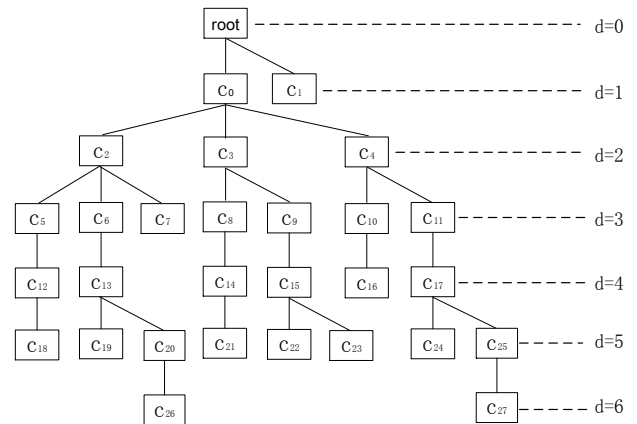 root d=0
C0 C1 d=1
C2 C3 C4 d=2
C5 C6 C7 C8 C9 C10 C11 d=3
C12 C13 C14 C15 C16 C17 d=4
C18 C19 C20 C21 C22 C23 C24 C25 d=5
C26 C27 d=6